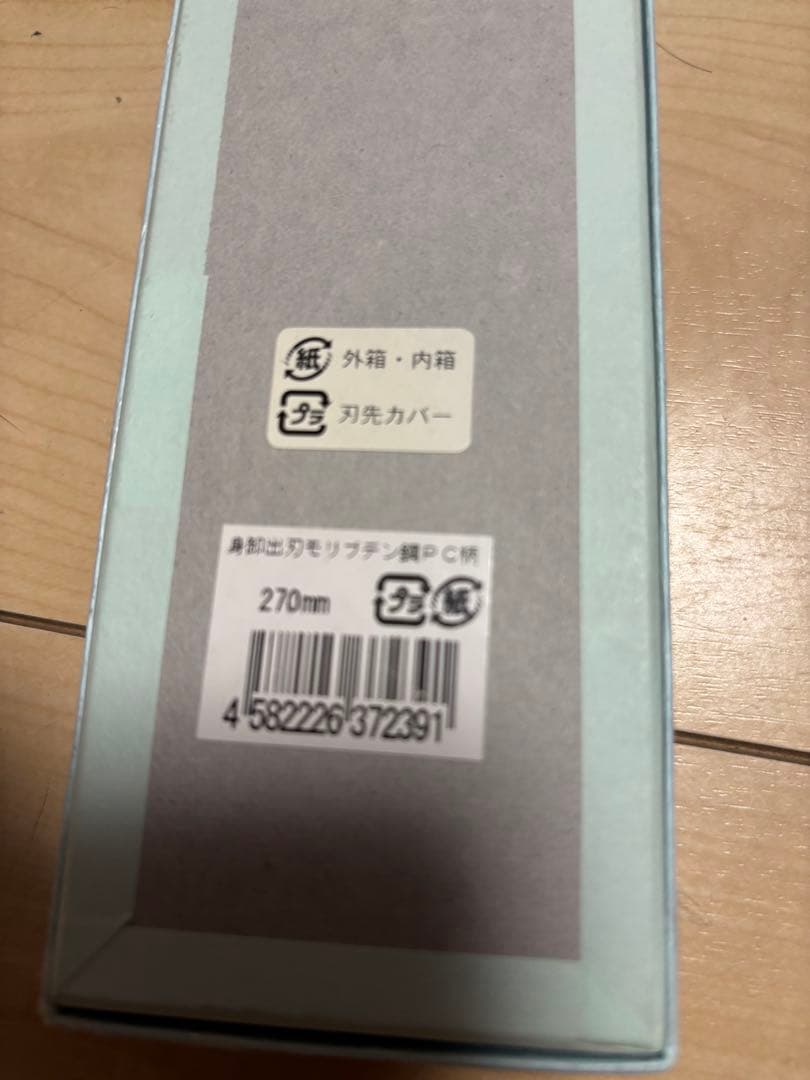 紙 外箱・内箱
プラ 刃先カバー
身卸出刃モリブデン鋼PC柄
270mm プラ 紙
4 582226 372391